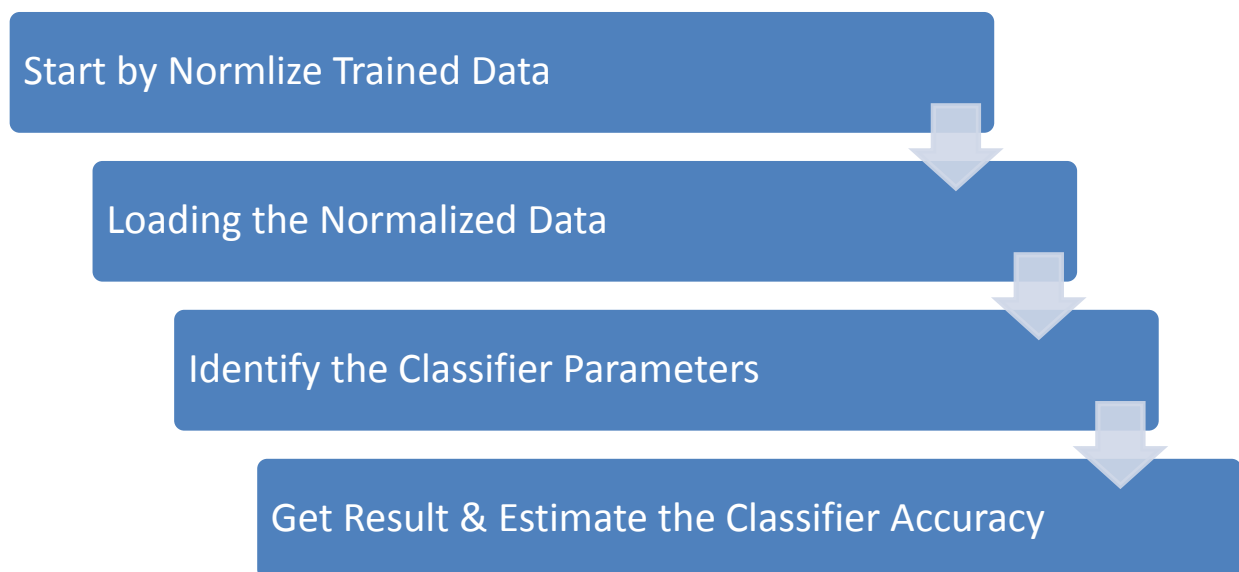 Start by Normlize Trained Data
Loading the Normalized Data
Identify the Classifier Parameters
Get Result & Estimate the Classifier Accuracy